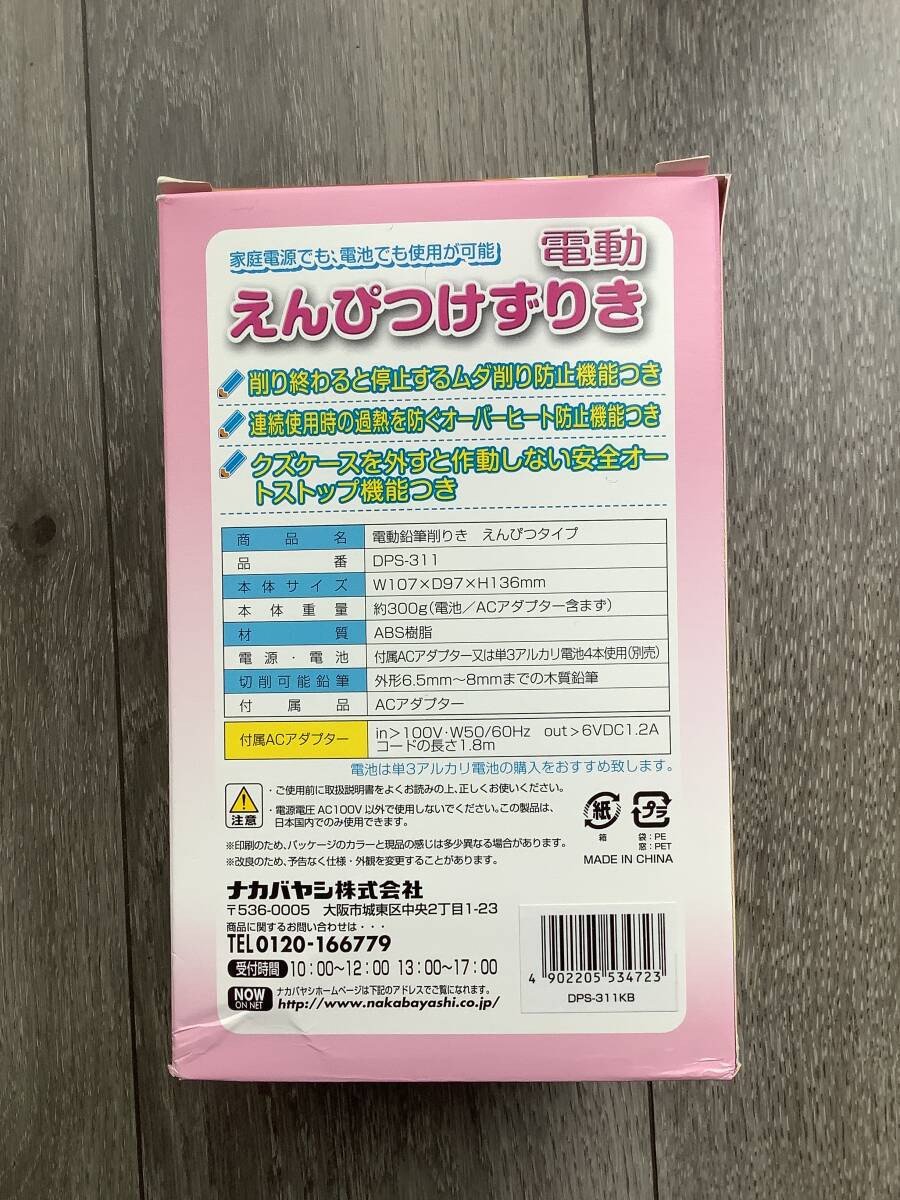 家庭電源でも、電池でも使用が可能
電動
えんぴつけずりき
削り終わると停止するムダ削り防止機能つき
連続使用時の過熱を防ぐオーバーヒート防止機能つき
クズケースを外すと作動しない安全オー
トストップ機能つき
商品名 電動鉛筆削りき えんぴつタイプ
品番 DPS-311
本体サイズ W107×D97×H136mm
本体重量 約300g(電池/ACアダプター含まず)
材質 ABS樹脂
電源・電池 付属ACアダプター又は単3アルカリ電池4本使用(別売)
切削可能鉛筆 外形6.5mm〜8mmまでの木質鉛筆
付属品 ACアダプター
付属ACアダプター in>100V・W50/60Hz out>6VDC1.2A
コードの長さ1.8m
電池は単3アルカリ電池の購入をおすすめ致します。
注意
・ご使用前に取扱説明書をよくお読みの上、正しくお使いください。
・電源電圧AC100V以外で使用しないでください。この製品は、
日本国内でのみ使用できます。
紙
箱
プラ
袋:PE
窓:PET
※印刷のため、パッケージのカラーと現品の感じは多少異なる場合があります。
※改良のため、予告なく仕様・外観を変更することがあります。
MADE IN CHINA
ナカバヤシ株式会社
〒536-0005 大阪市城東区中央2丁目1-23
商品に関するお問い合わせは・・・
TEL0120-166779
受付時間 10:00〜12:00 13:00〜17:00
NOW
ON NET
ナカバヤシホームページは下記のアドレスでご覧になれます。
http://www.nakabayashi.co.jp/
4 902205 534723
DPS-311KB